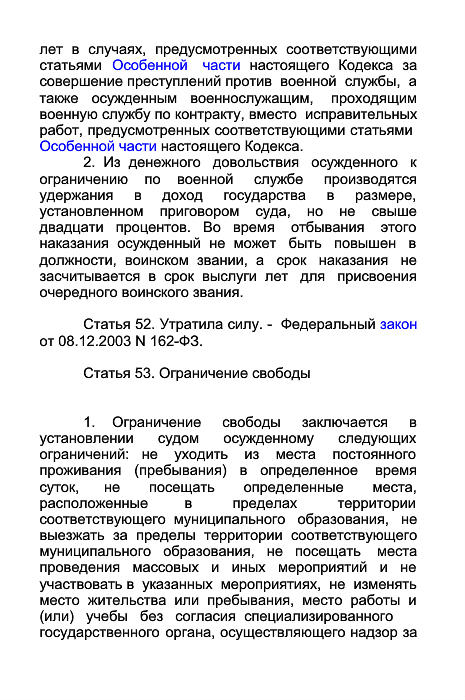 лет в случаях, предусмотренных соответствующими
статьями Особенной части настоящего Кодекса за
совершение преступлений против военной службы, а
также осужденным военнослужащим, проходящим
военную службу по контракту, вместо исправительных
работ, предусмотренных соответствующими статьями
Особенной части настоящего Кодекса.
2. Из денежного довольствия осужденного к
ограничению по военной службе производятся
удержания в доход государства в размере,
установленном приговором суда, но не свыше
двадцати процентов. Во время отбывания этого
наказания осужденный не может быть повышен в
должности, воинском звании, а срок наказания не
засчитывается в срок выслуги лет для присвоения
очередного воинского звания.
Статья 52. Утратила силу. - Федеральный закон
от 08.12.2003 N 162-ФЗ.
Статья 53. Ограничение свободы
1. Ограничение свободы заключается в
установлении судом осужденному следующих
ограничений: не уходить из места постоянного
проживания (пребывания) в определенное время
суток, не посещать определенные места,
расположенные в пределах территории
соответствующего муниципального образования, не
выезжать за пределы территории соответствующего
муниципального образования, не посещать места
проведения массовых и иных мероприятий и не
участвовать в указанных мероприятиях, не изменять
место жительства или пребывания, место работы и
(или) учебы без согласия специализированного
государственного органа, осуществляющего надзор за